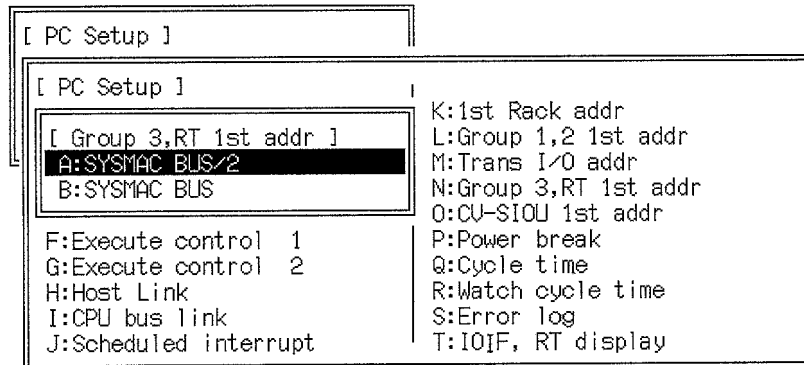 [ PC Setup ]
[ PC Setup ]
[ Group 3,RT 1st addr ]
A:SYSMAC BUS/2
B:SYSMAC BUS
F:Execute control 1
G:Execute control 2
H:Host Link
I:CPU bus link
J:Scheduled interrupt
K:1st Rack addr
L:Group 1,2 1st addr
M:Trans I/O addr
N:Group 3,RT 1st addr
O:CV-SIOU 1st addr
P:Power break
Q:Cycle time
R:Watch cycle time
S:Error log
T:IOIF, RT display